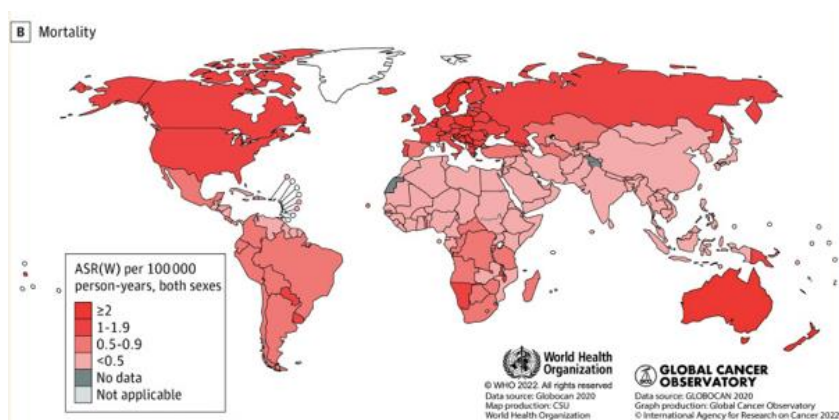 B Mortality
ASR(W) per 100 000
person-years, both sexes
≥2
1-1.9
0.5-0.9
<0.5
No data
Not applicable
World Health
Organization
© WHO 2022. All rights reserved
Data source: Globocan 2020
Map production: CSU
World Health Organization
GLOBAL CANCER
OBSERVATORY
Data source: GLOBOCAN 2020
Graph production: Global Cancer Observatory
© International Agency for Research on Cancer